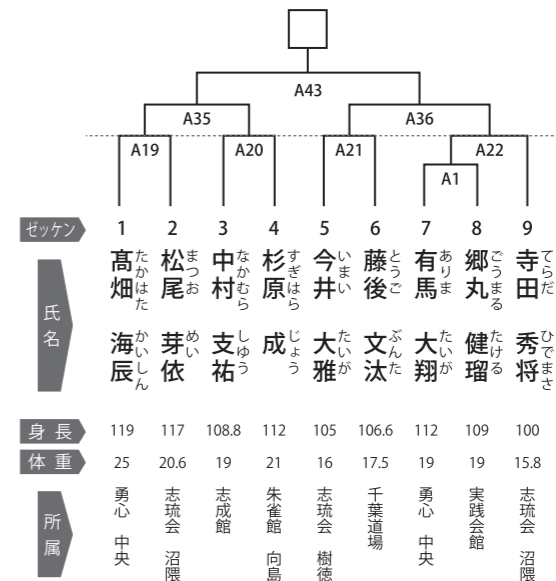 A43
A35 A36
A19 A20 A21 A22
A1
ゼッケン 1 2 3 4 5 6 7 8 9
氏名
髙畑 海辰 たかはた かいしん
松尾 芽依 まつお めい
中村 支祐 なかむら しゆう
杉原 成 すぎはら じょう
今井 大雅 いまい たいが
藤後 文汰 とうご ぶんた
有馬 大翔 ありま たいが
郷丸 健瑠 ごうまる たける
寺田 秀将 てらだ ひでまさ
身長 119 117 108.8 112 105 106.6 112 109 100
体重 25 20.6 19 21 16 17.5 19 19 15.8
所属
勇心 中央
志琉会 沼隈
志成館
朱雀館 向島
志琉会 樹徳
千葉道場
勇心 中央
実践会館
志琉会 沼隈